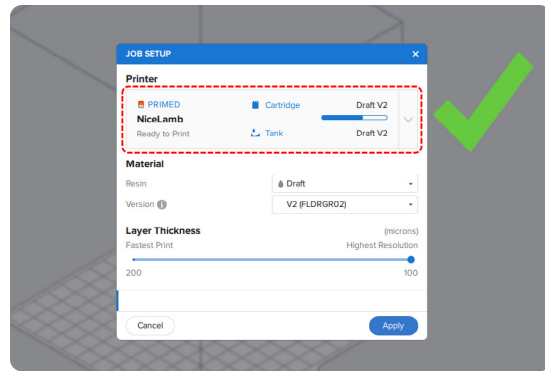 JOB SETUP ×
Printer
PRIMED Cartridge Draft V2
NiceLamb
Ready to Print Tank Draft V2
Material
Resin Draft
Version V2 (FLDRGR02)
Layer Thickness (microns)
Fastest Print Highest Resolution
200 100
Cancel Apply